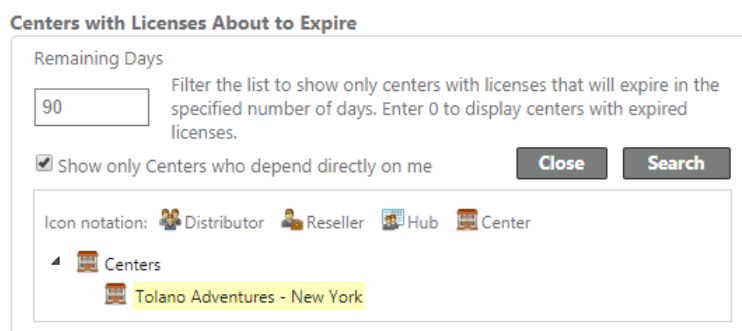 Centers with Licenses About to Expire
Remaining Days
90
Filter the list to show only centers with licenses that will expire in the
specified number of days. Enter 0 to display centers with expired
licenses.
Show only Centers who depend directly on me
Close
Search
Icon notation: Distributor Reseller Hub Center
Centers
Tolano Adventures - New York